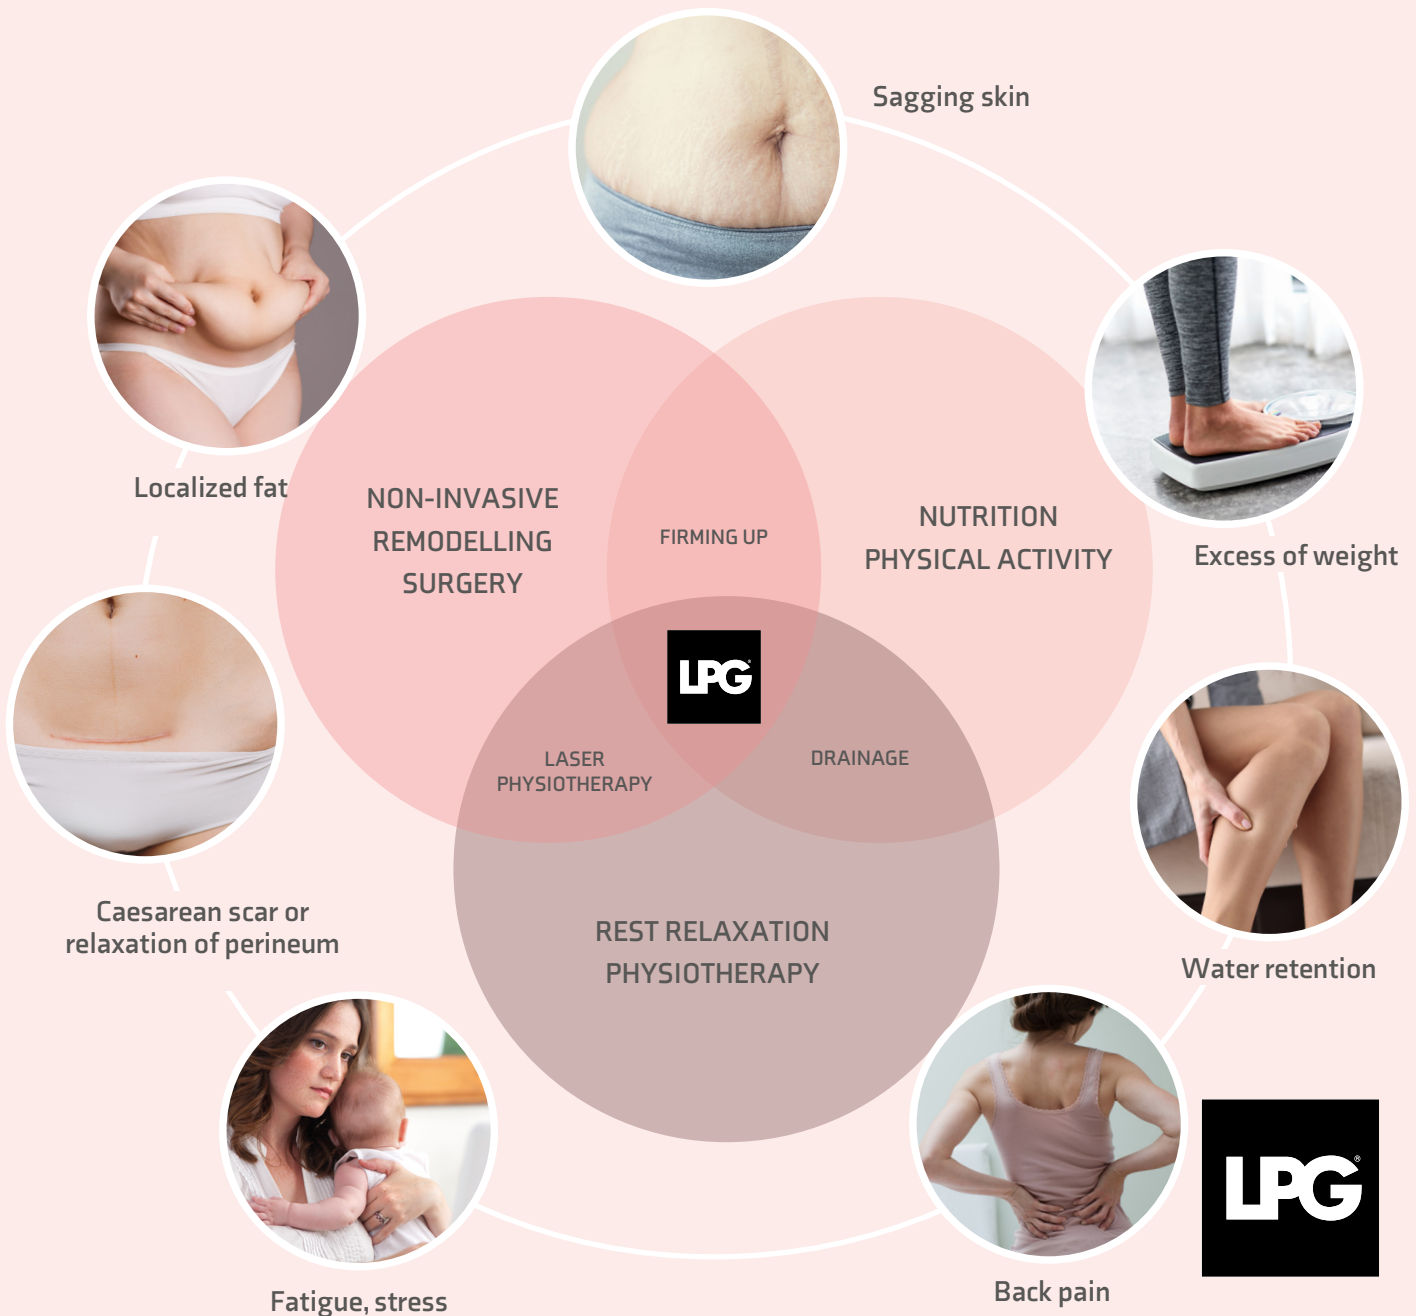 Sagging skin
Localized fat
NON-INVASIVE
REMODELLING
SURGERY
FIRMING UP
NUTRITION
PHYSICAL ACTIVITY
Excess of weight
LPG®
LASER
PHYSIOTHERAPY
DRAINAGE
Caesarean scar or
relaxation of perineum
REST RELAXATION
PHYSIOTHERAPY
Water retention
Fatigue, stress
Back pain
LPG®